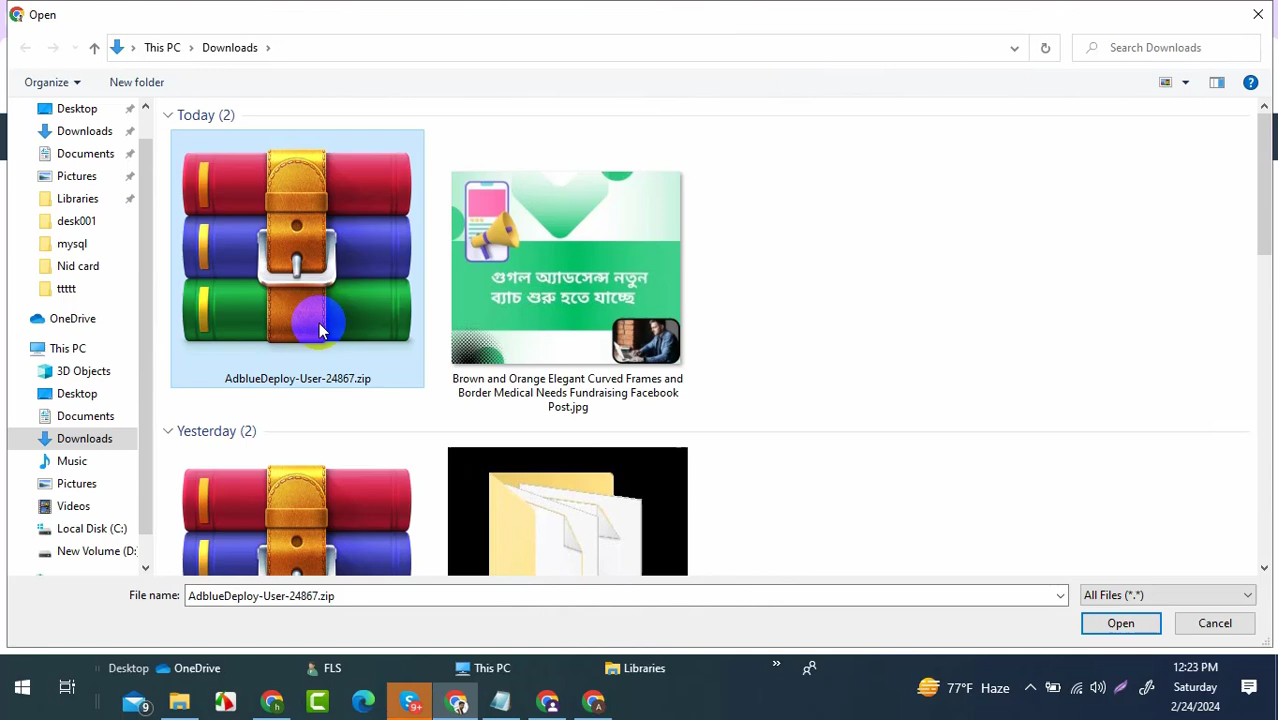 Open
This PC
Downloads
Search Downloads
Organize
New folder
Desktop
Downloads
Documents
Pictures
Libraries
desk001
mysql
Nid card
ttttt
OneDrive
This PC
3D Objects
Desktop
Documents
Downloads
Music
Pictures
Videos
Local Disk (C:)
New Volume (D:
Today (2)
গুগল অ্যাডসেন্স নতুন
ব্যাচ শুরু হতে যাচ্ছে
AdblueDeploy-User-24867.zip
Brown and Orange Elegant Curved Frames and
Border Medical Needs Fundraising Facebook
Post.jpg
Yesterday (2)
File name:
AdblueDeploy-User-24867.zip
All Files (*.*)
Open
Cancel
Desktop
OneDrive
FLS
This PC
Libraries
9
9+
77°F Haze
12:23 PM
Saturday
2/24/2024